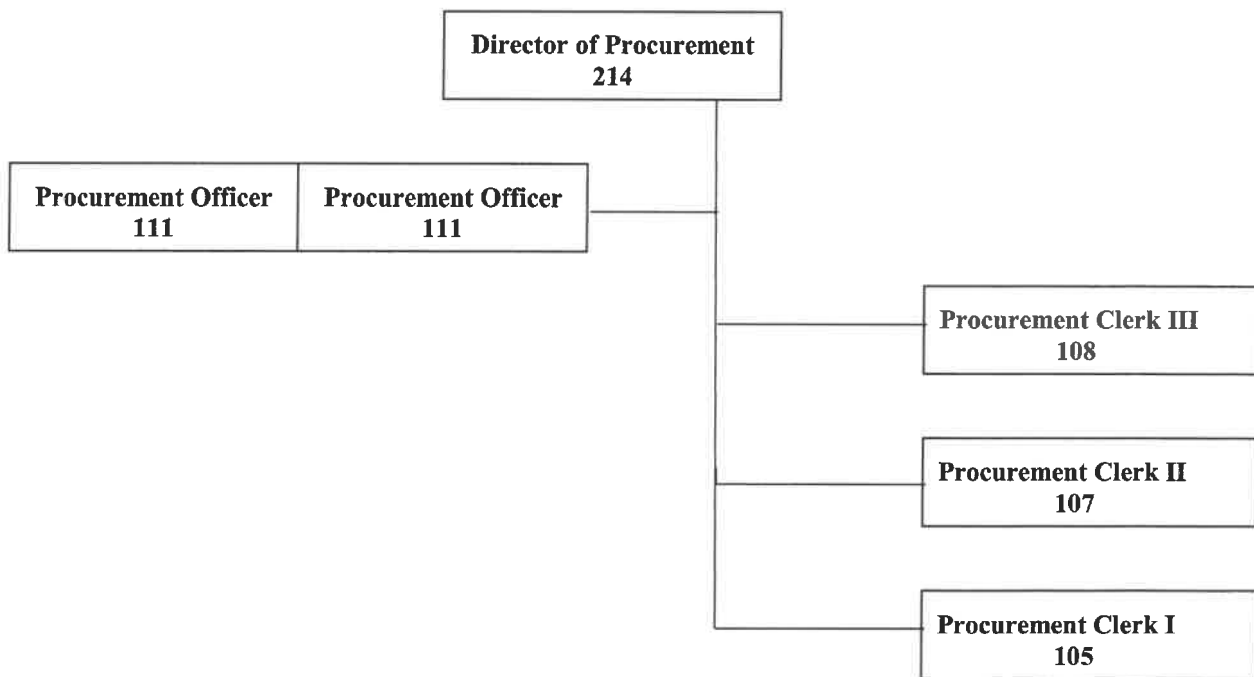 Director of Procurement
214
Procurement Officer
111
Procurement Officer
111
Procurement Clerk III
108
Procurement Clerk II
107
Procurement Clerk I
105